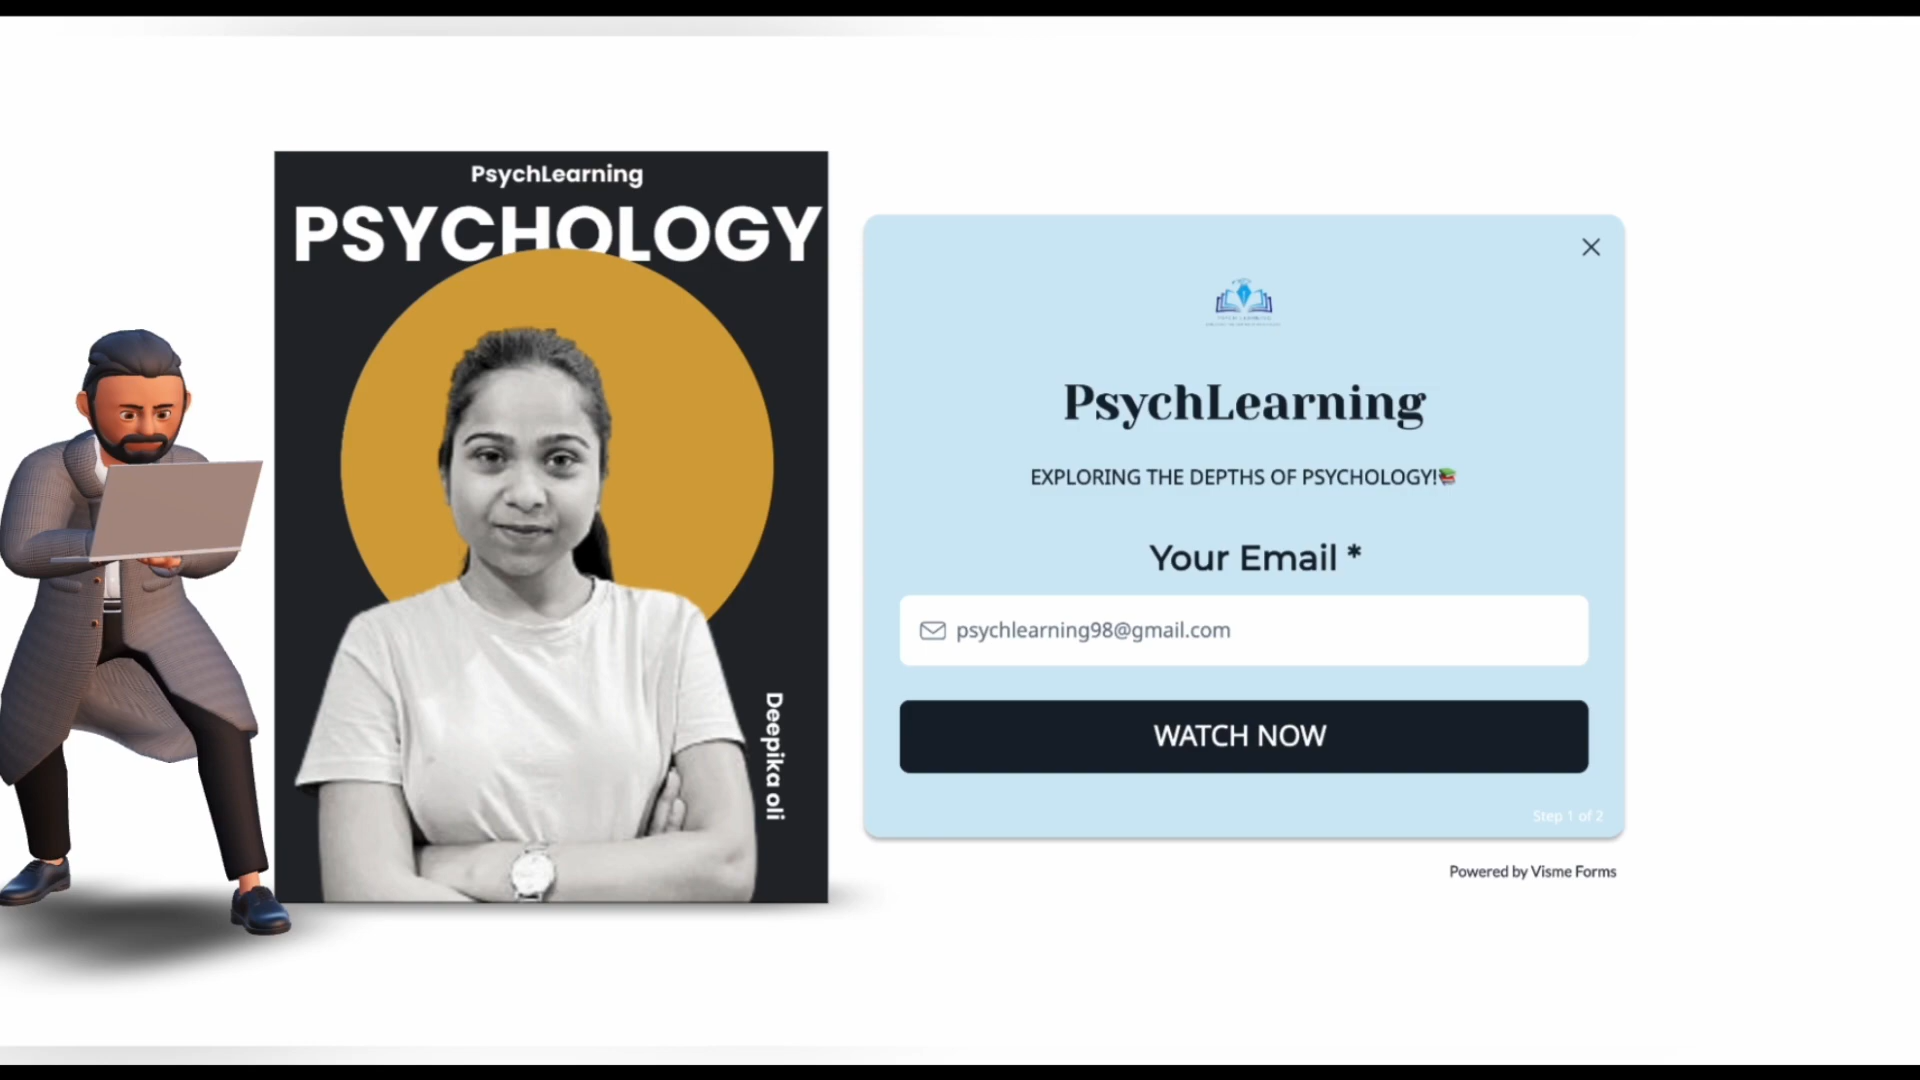 PsychLearning
PSYCHOLOGY
Deepika oli
PsychLearning
EXPLORING THE DEPTHS OF PSYCHOLOGY!📚
Your Email *
psychlearning98@gmail.com
WATCH NOW
Step 1 of 2
Powered by Visme Forms